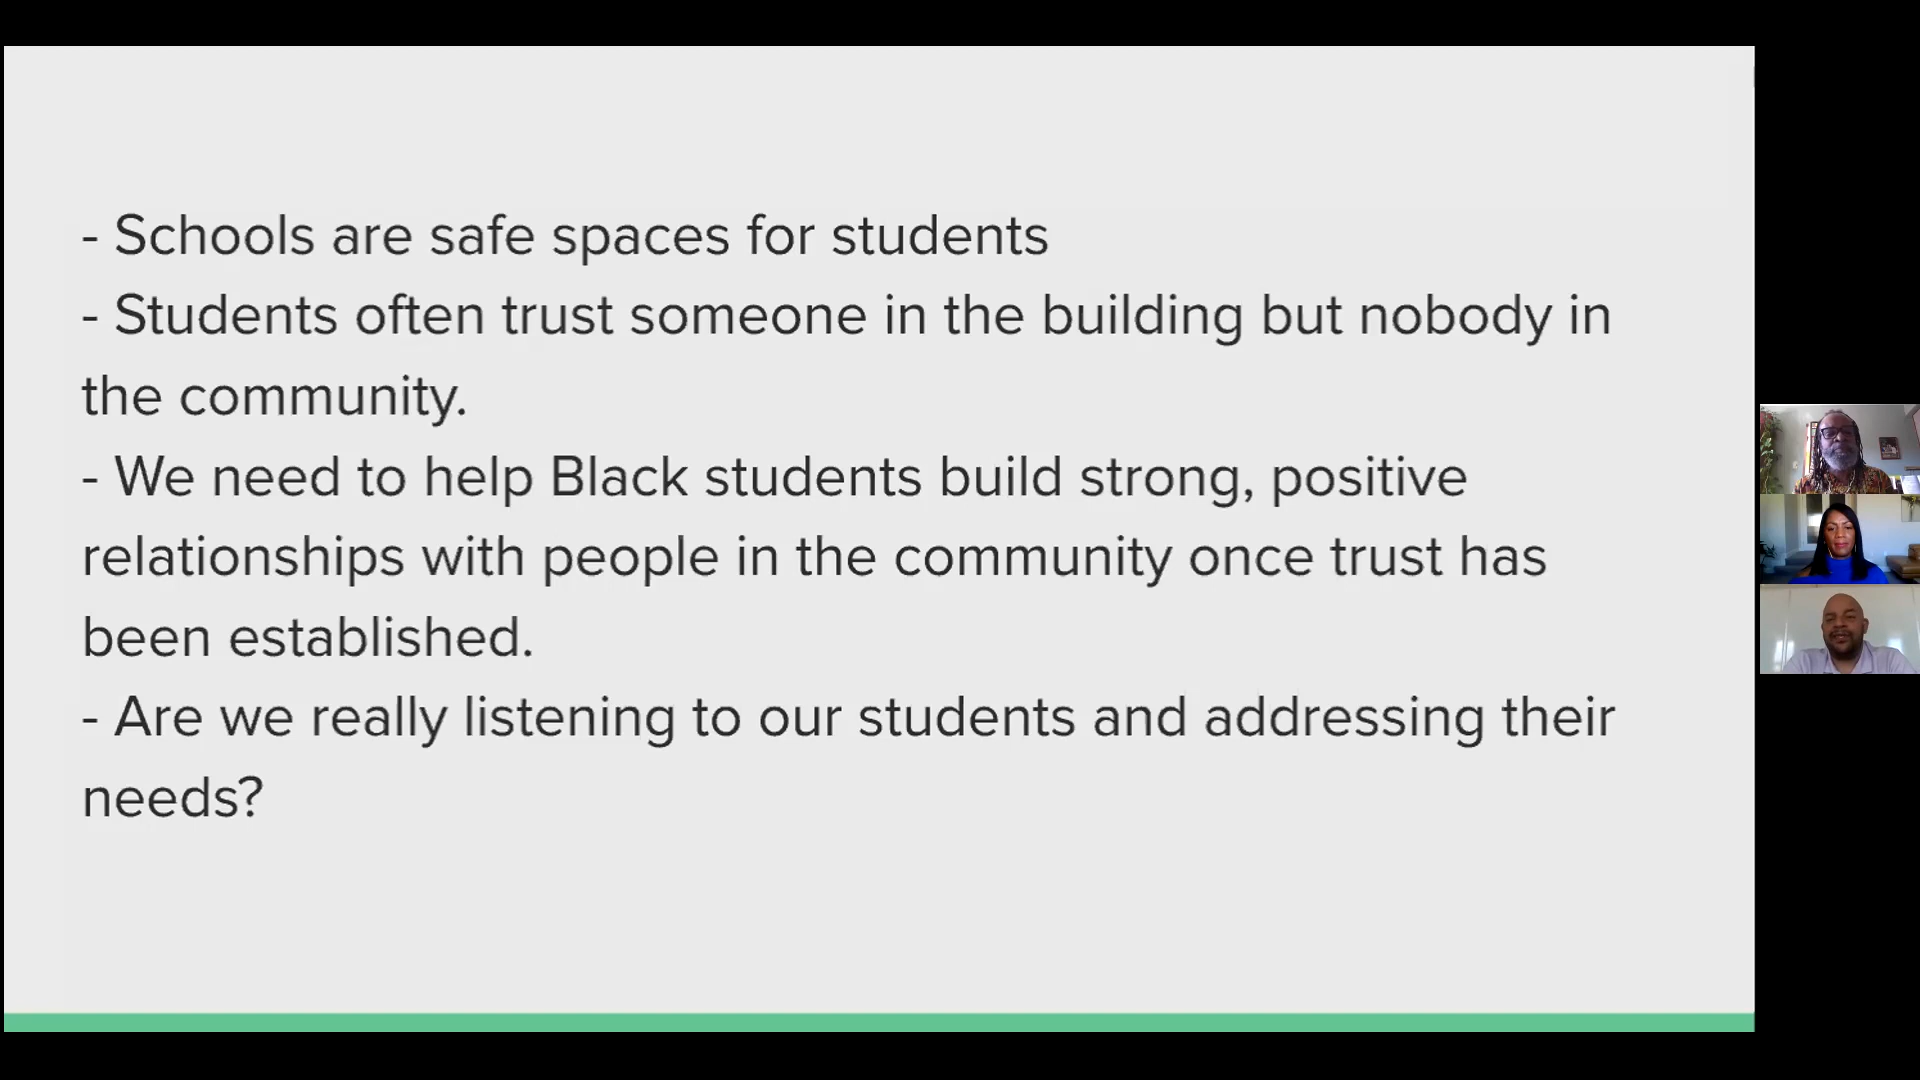 - Schools are safe spaces for students
- Students often trust someone in the building but nobody in
the community.
- We need to help Black students build strong, positive
relationships with people in the community once trust has
been established.
- Are we really listening to our students and addressing their
needs?